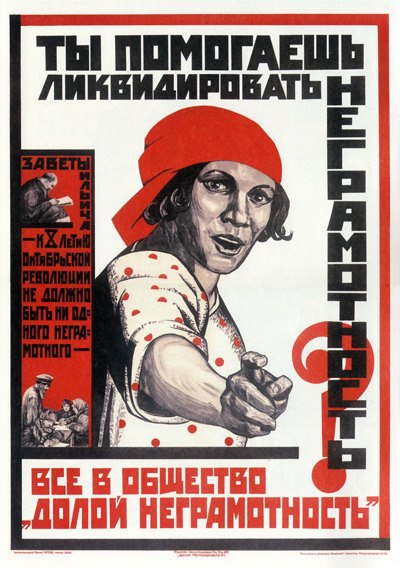 ТЫ ПОМОГАЕШЬ
ЛИКВИДИРОВАТЬ
НЕГРАМОТНОСТЬ
?
ЗАВЕТЫ
ИЛЬИЧА
— К X ЛЕТИЮ
ОКТЯБРЬСКОЙ
РЕВОЛЮЦИИ
НЕ ДОЛЖНО
БЫТЬ НИ ОД-
НОГО НЕГРА-
МОТНОГО —
ВСЕ В ОБЩЕСТВО
„ДОЛОЙ НЕГРАМОТНОСТЬ"